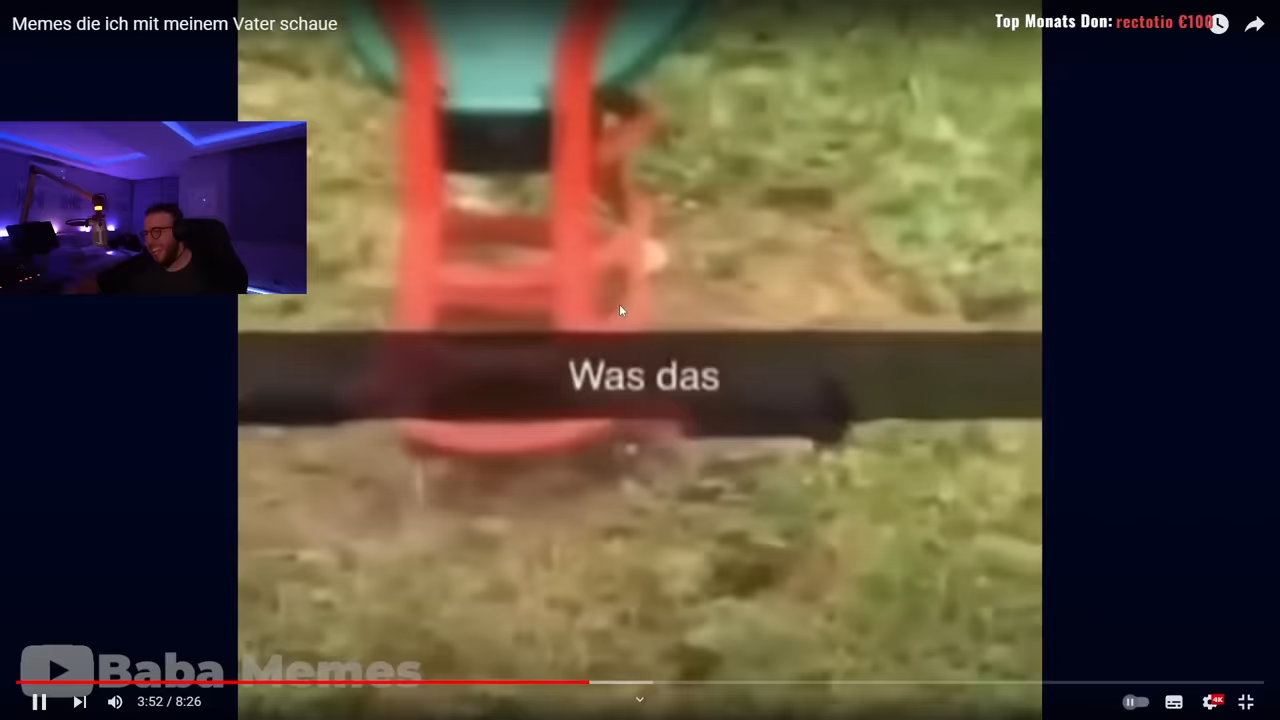 Memes die ich mit meinem Vater schaue
Top Monats Don: rectotio €100
Was das
Baba Memes
3:52 / 8:26
4K